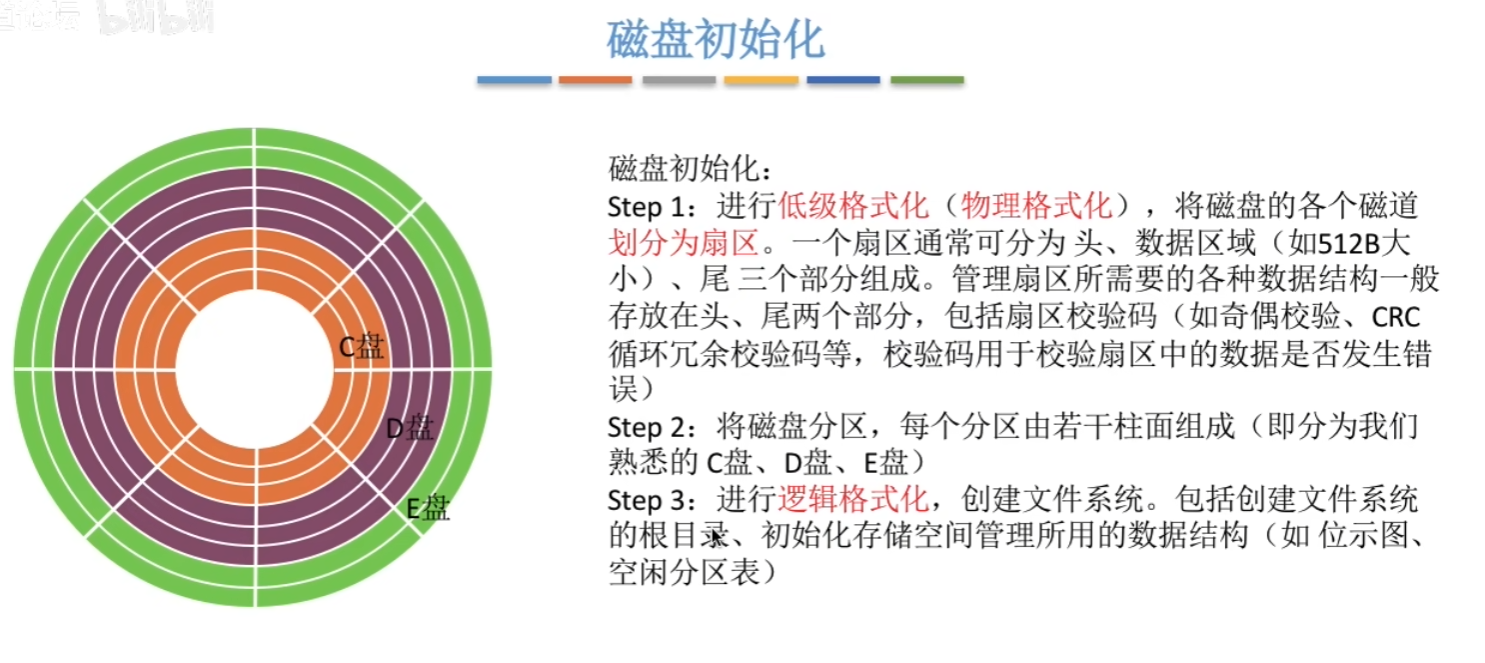 bilibili
磁盘初始化
磁盘初始化：
Step 1：进行低级格式化（物理格式化），将磁盘的各个磁道
划分为扇区。一个扇区通常可分为 头、数据区域（如512B大
小）、尾 三个部分组成。管理扇区所需要的各种数据结构一般
存放在头、尾两个部分，包括扇区校验码（如奇偶校验、CRC
循环冗余校验码等，校验码用于校验扇区中的数据是否发生错
误）
Step 2：将磁盘分区，每个分区由若干柱面组成（即分为我们
熟悉的 C盘、D盘、E盘）
Step 3：进行逻辑格式化，创建文件系统。包括创建文件系统
的根目录、初始化存储空间管理所用的数据结构（如 位示图、
空闲分区表）
C盘
D盘
E盘